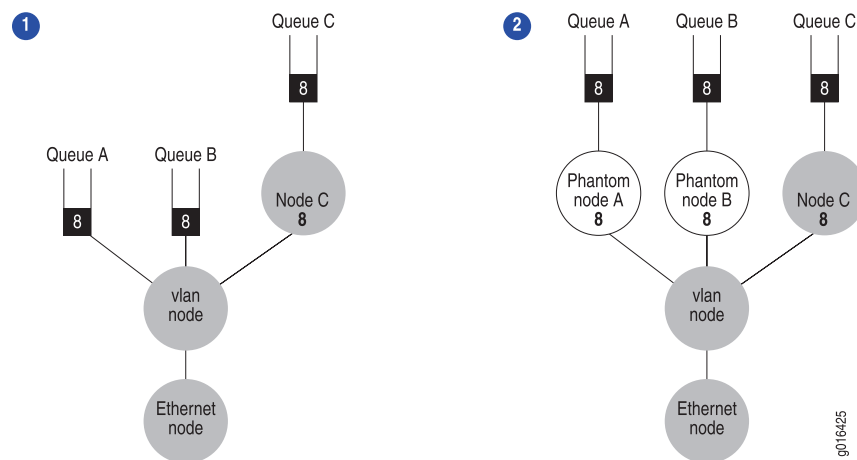 1
Queue C
8
Queue A
Queue B
8
8
Node C
8
vlan
node
Ethernet
node
2
Queue A
Queue B
Queue C
8
8
8
Phantom
node A
8
Phantom
node B
8
Node C
8
vlan
node
Ethernet
node
g016425